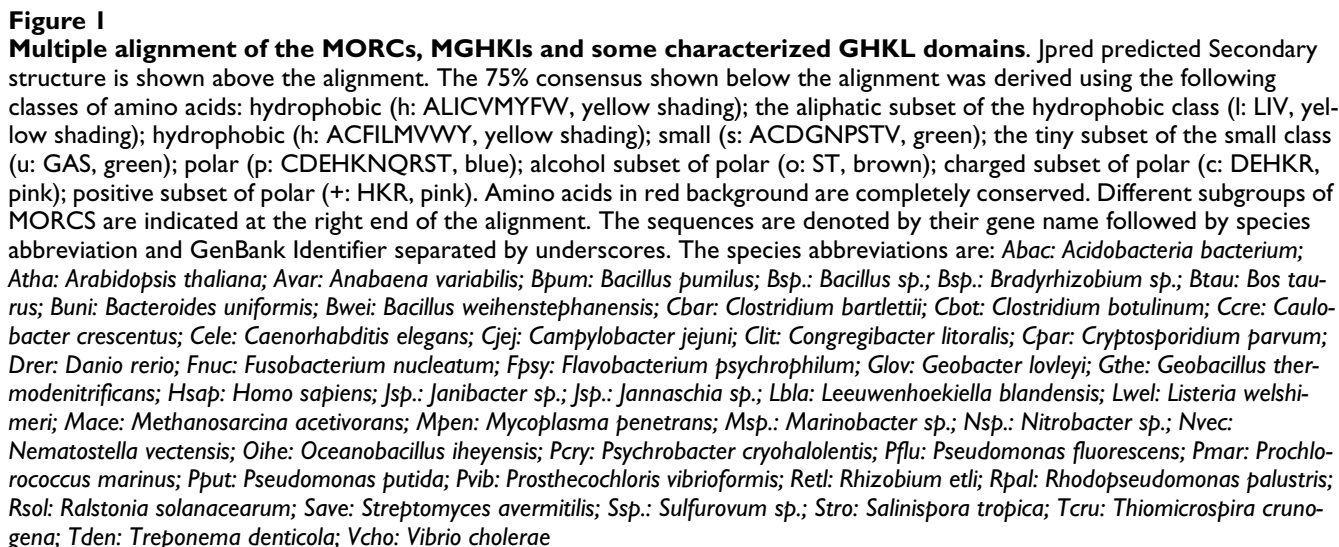 Figure 1
Multiple alignment of the MORCs, MGHKls and some characterized GHKL domains. Jpred predicted Secondary
structure is shown above the alignment. The 75% consensus shown below the alignment was derived using the following
classes of amino acids: hydrophobic (h: ALICVMYFW, yellow shading); the aliphatic subset of the hydrophobic class (l: LIV, yel-
low shading); hydrophobic (h: ACFILMVWY, yellow shading); small (s: ACDGNPSTV, green); the tiny subset of the small class
(u: GAS, green); polar (p: CDEHKNQRST, blue); alcohol subset of polar (o: ST, brown); charged subset of polar (c: DEHKR,
pink); positive subset of polar (+: HKR, pink). Amino acids in red background are completely conserved. Different subgroups of
MORCS are indicated at the right end of the alignment. The sequences are denoted by their gene name followed by species
abbreviation and GenBank Identifier separated by underscores. The species abbreviations are: Abac: Acidobacteria bacterium;
Atha: Arabidopsis thaliana; Avar: Anabaena variabilis; Bpum: Bacillus pumilus; Bsp.: Bacillus sp.; Bsp.: Bradyrhizobium sp.; Btau: Bos tau-
rus; Buni: Bacteroides uniformis; Bwei: Bacillus weihenstephanensis; Cbar: Clostridium bartlettii; Cbot: Clostridium botulinum; Ccre: Caulo-
bacter crescentus; Cele: Caenorhabditis elegans; Cjej: Campylobacter jejuni; Clit: Congregibacter litoralis; Cpar: Cryptosporidium parvum;
Drer: Danio rerio; Fnuc: Fusobacterium nucleatum; Fpsy: Flavobacterium psychrophilum; Glov: Geobacter lovleyi; Gthe: Geobacillus ther-
modenitrificans; Hsap: Homo sapiens; Jsp.: Janibacter sp.; Jsp.: Jannaschia sp.; Lbla: Leeuwenhoekiella blandensis; Lwel: Listeria welshi-
meri; Mace: Methanosarcina acetivorans; Mpen: Mycoplasma penetrans; Msp.: Marinobacter sp.; Nsp.: Nitrobacter sp.; Nvec:
Nematostella vectensis; Oihe: Oceanobacillus iheyensis; Pcry: Psychrobacter cryohalolentis; Pflu: Pseudomonas fluorescens; Pmar: Prochlo-
rococcus marinus; Pput: Pseudomonas putida; Pvib: Prosthecochloris vibrioformis; Retl: Rhizobium etli; Rpal: Rhodopseudomonas palustris;
Rsol: Ralstonia solanacearum; Save: Streptomyces avermitilis; Ssp.: Sulfurovum sp.; Stro: Salinispora tropica; Tcru: Thiomicrospira cruno-
gena; Tden: Treponema denticola; Vcho: Vibrio cholerae